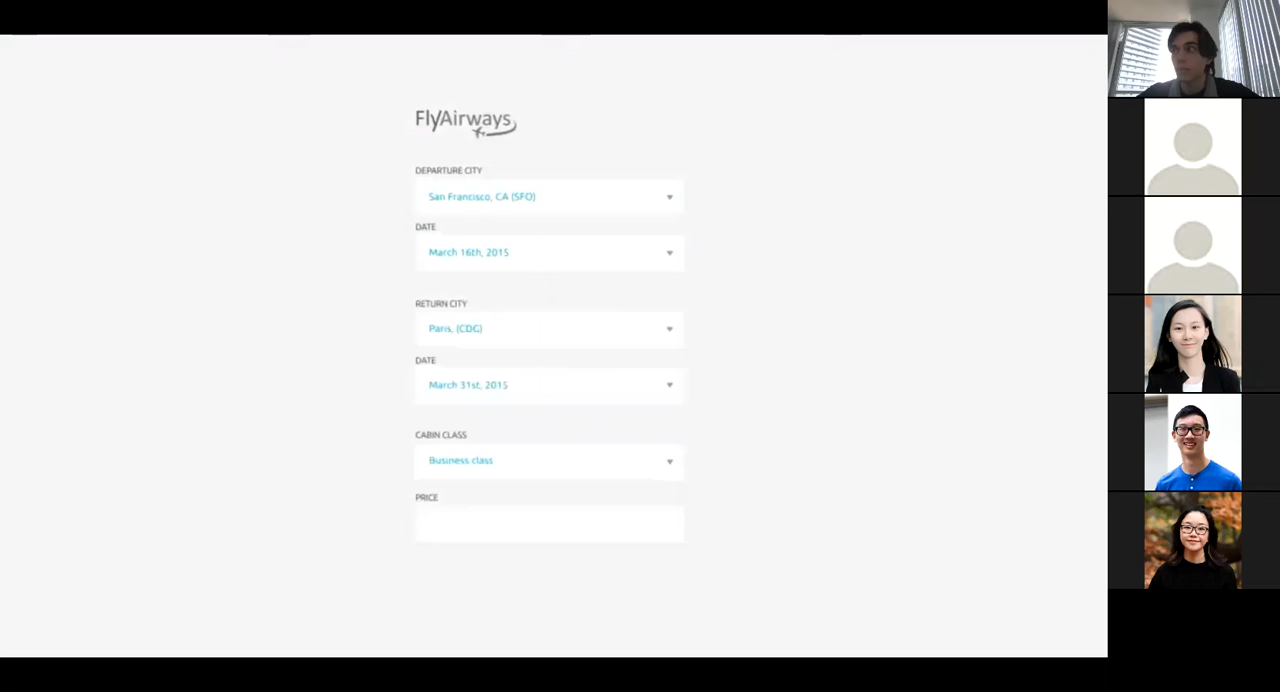 FlyAirways
DEPARTURE CITY
San Francisco, CA (SFO)
DATE
March 16th, 2015
RETURN CITY
Paris, (CDG)
DATE
March 31st, 2015
CABIN CLASS
Business class
PRICE